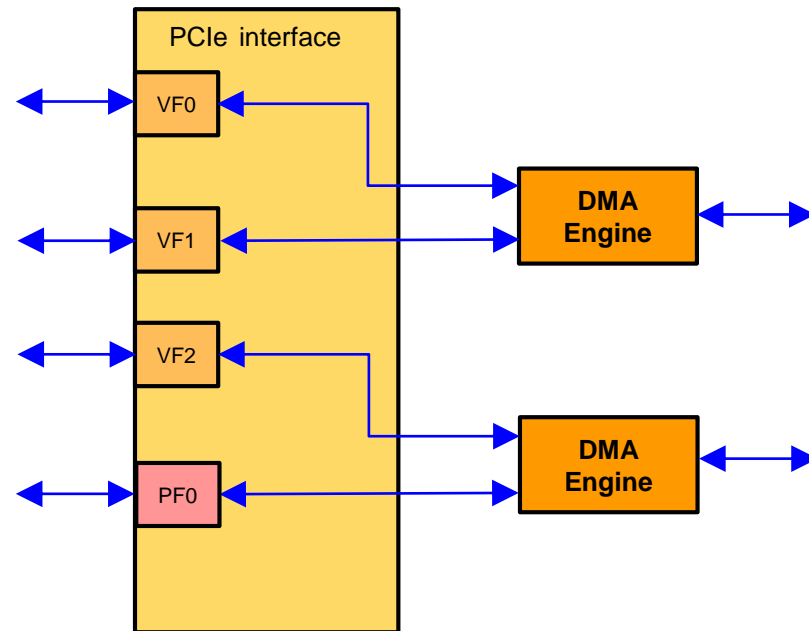 PCIe interface
VF0
VF1
DMA
Engine
VF2
PF0
DMA
Engine